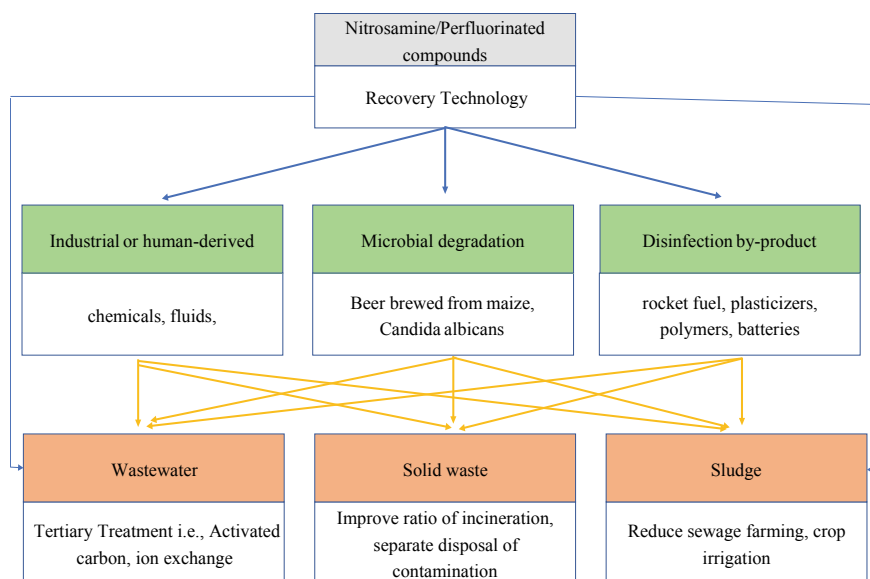 Nitrosamine/Perfluorinated
compounds
Recovery Technology
Industrial or human-derived
Microbial degradation
Disinfection by-product
chemicals, fluids,
Beer brewed from maize,
Candida albicans
rocket fuel, plasticizers,
polymers, batteries
Wastewater
Solid waste
Sludge
Tertiary Treatment i.e., Activated
carbon, ion exchange
Improve ratio of incineration,
separate disposal of
contamination
Reduce sewage farming, crop
irrigation